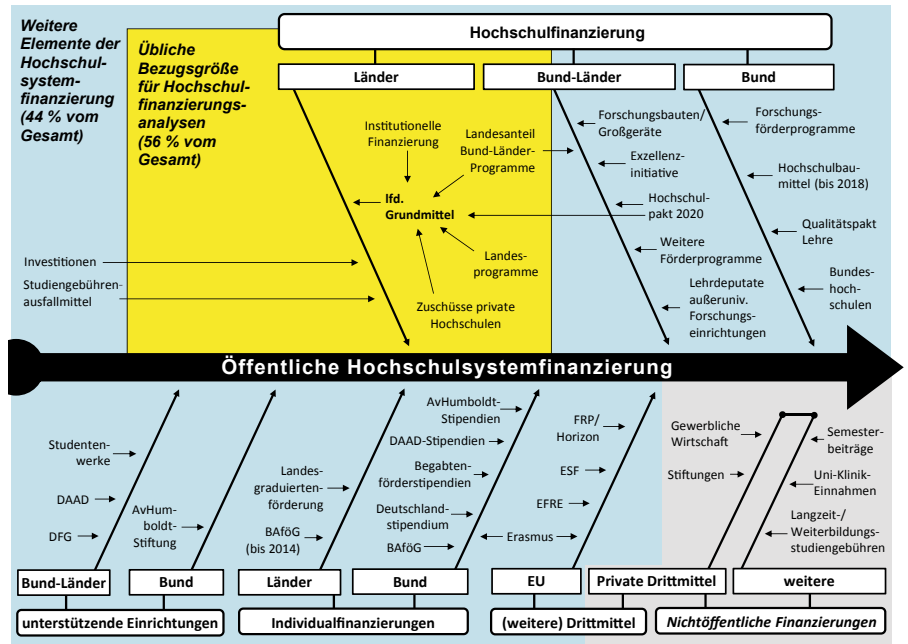 Weitere
Elemente der
Hochschul-
system-
finanzierung
(44 % vom
Gesamt)
Übliche
Bezugsgröße
für Hochschul-
finanzierungs-
analysen
(56 % vom
Gesamt)
Hochschulfinanzierung
Länder
Bund-Länder
Bund
Institutionelle
Finanzierung
Landesanteil
Bund-Länder-
Programme
lfd.
Grundmittel
Landes-
programme
Zuschüsse private
Hochschulen
Investitionen
Studiengebühren-
ausfallmittel
Forschungsbauten/
Großgeräte
Exzellenz-
initiative
Hochschul-
pakt 2020
Weitere
Förderprogramme
Lehrdeputate
außeruniv.
Forschungs-
einrichtungen
Forschungs-
förderprogramme
Hochschulbau-
mittel (bis 2018)
Qualitätspakt
Lehre
Bundes-
hoch-
schulen
Öffentliche Hochschulsystemfinanzierung
Studenten-
werke
DAAD
DFG
AvHum-
boldt-
Stiftung
Landes-
graduierten-
förderung
BAföG
(bis 2014)
AvHumboldt-
Stipendien
DAAD-Stipendien
Begabten-
förderstipendien
Deutschland-
stipendium
BAföG
Erasmus
FRP/
Horizon
ESF
EFRE
Gewerbliche
Wirtschaft
Stiftungen
Semester-
beiträge
Uni-Klinik-
Einnahmen
Langzeit-/
Weiterbildungs-
studiengebühren
Bund-Länder
Bund
Länder
Bund
EU
Private Drittmittel
weitere
unterstützende Einrichtungen
Individualfinanzierungen
(weitere) Drittmittel
Nichtöffentliche Finanzierungen